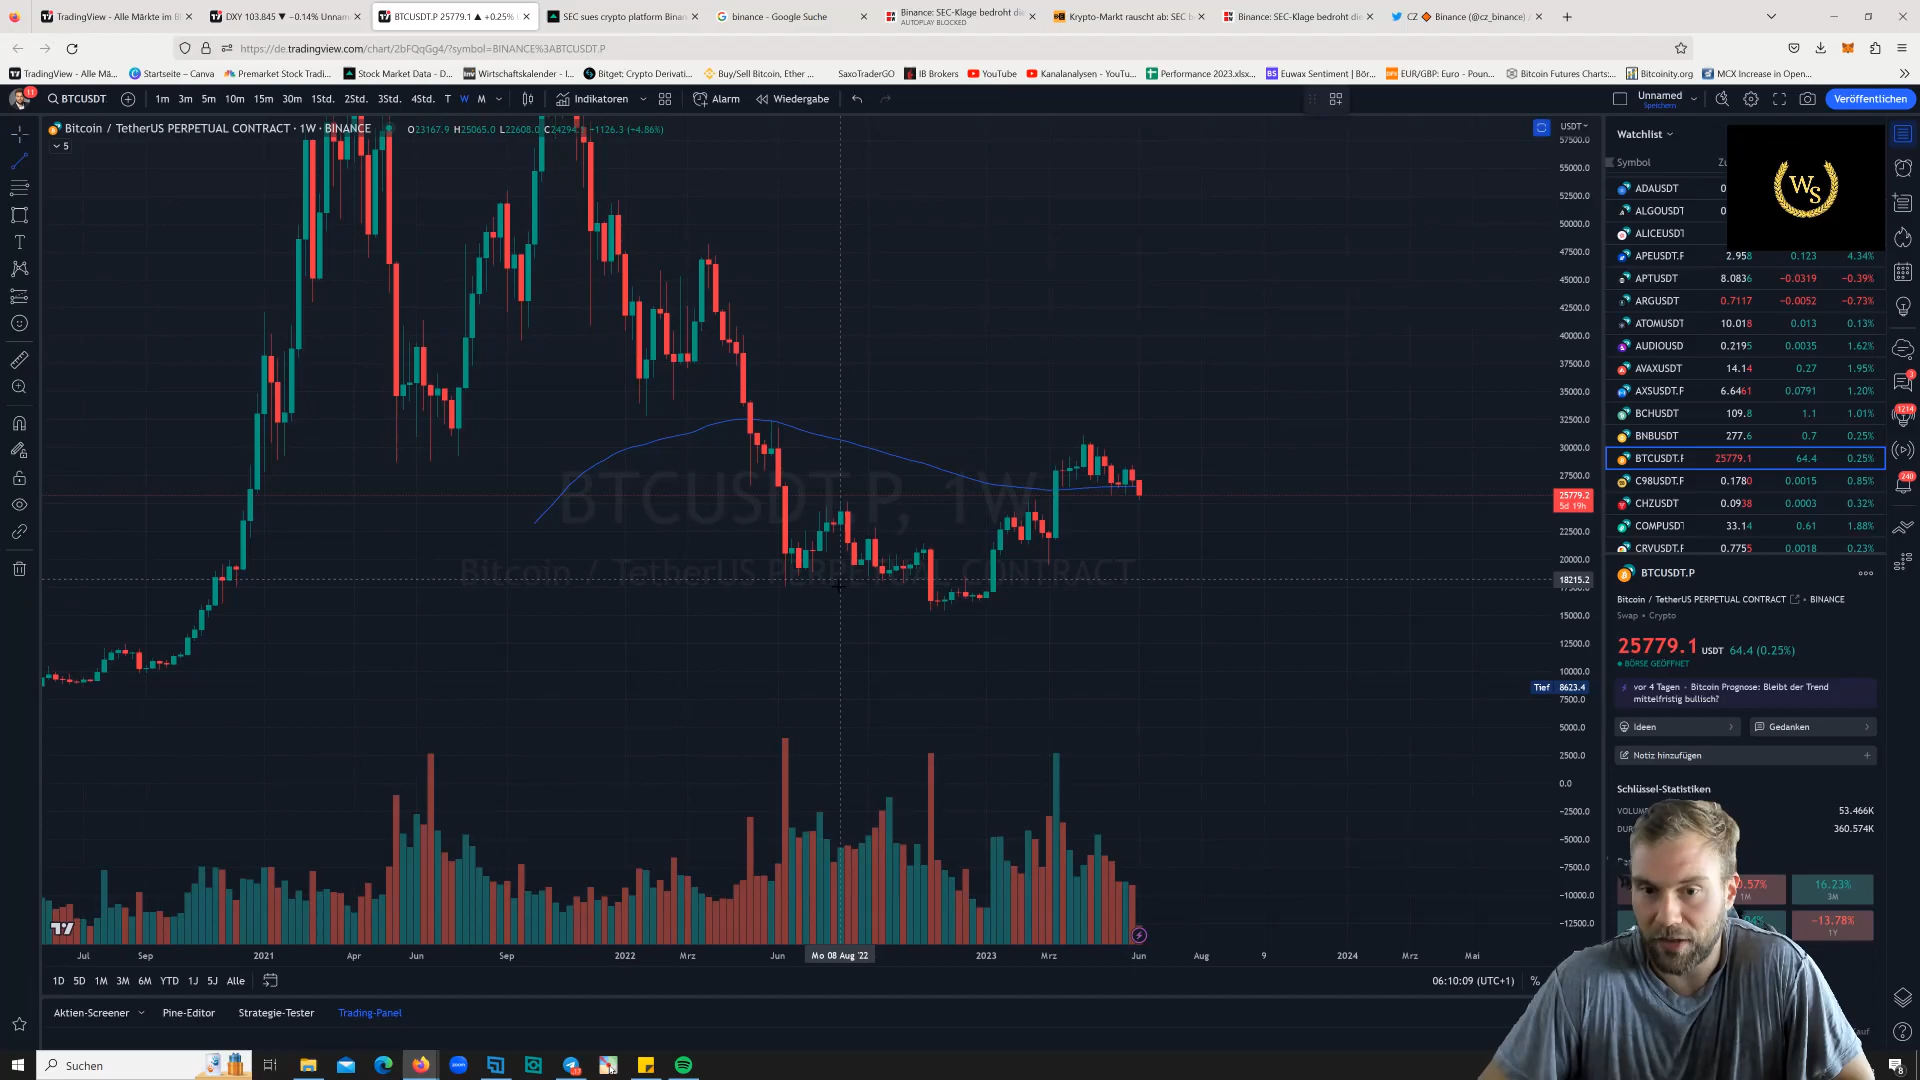 TradingView - Alle Märkte im Bl
DXY 103.845 ▼ −0.14% Unnam
BTCUSDT.P 25779.1 ▲ +0.25% U
SEC sues crypto platform Binan
binance - Google Suche
Binance: SEC-Klage bedroht die
AUTOPLAY BLOCKED
Krypto-Markt rauscht ab: SEC b
Binance: SEC-Klage bedroht die
CZ 🔶 Binance (@cz_binance) /
https://de.tradingview.com/chart/2bFQqGg4/?symbol=BINANCE%3ABTCUSDT.P
TradingView - Alle Mä...
Startseite – Canva
Premarket Stock Tradi...
Stock Market Data - D...
Wirtschaftskalender - I...
Bitget: Crypto Derivati...
Buy/Sell Bitcoin, Ether ...
SaxoTraderGO
IB Brokers
YouTube
Kanalanalysen - YouTu...
Performance 2023.xlsx...
Euwax Sentiment | Bör...
EUR/GBP: Euro - Poun...
Bitcoin Futures Charts:...
Bitcoinity.org
MCX Increase in Open...
11
BTCUSDT
1m 3m 5m 10m 15m 30m 1Std. 2Std. 3Std. 4Std. T W M
Indikatoren
Alarm
Wiedergabe
Unnamed
Speichern
Veröffentlichen
Bitcoin / TetherUS PERPETUAL CONTRACT · 1W · BINANCE
O23167.9 H25065.0 L22608.0 C24294. +1126.3 (+4.86%)
5
BTCUSDT.P, 1W
Bitcoin / TetherUS PERPETUAL CONTRACT
USDT
57500.0
55000.0
52500.0
50000.0
47500.0
45000.0
42500.0
40000.0
37500.0
35000.0
32500.0
30000.0
27500.0
25779.2
5d 19h
22500.0
20000.0
18215.2
15000.0
12500.0
10000.0
Tief 8623.4
7500.0
5000.0
2500.0
0.0
−2500.0
−5000.0
−7500.0
−10000.0
−12500.0
Jul Sep 2021 Apr Jun Sep 2022 Mrz Jun Mo 08 Aug '22 2023 Mrz Jun Aug 9 2024 Mrz Mai
1D 5D 1M 3M 6M YTD 1J 5J Alle
06:10:09 (UTC+1)
%
Aktien-Screener
Pine-Editor
Strategie-Tester
Trading-Panel
Watchlist
WS
Symbol
ADAUSDT 0
ALGOUSDT 0
ALICEUSDT
APEUSDT.P 2.958 0.123 4.34%
APTUSDT 8.0836 −0.0319 −0.39%
ARGUSDT 0.7117 −0.0052 −0.73%
ATOMUSDT 10.018 0.013 0.13%
AUDIOUSD 0.2195 0.0035 1.62%
AVAXUSDT 14.14 0.27 1.95%
AXSUSDT.P 6.6461 0.0791 1.20%
BCHUSDT 109.8 1.1 1.01%
BNBUSDT 277.6 0.7 0.25%
BTCUSDT.P 25779.1 64.4 0.25%
C98USDT.P 0.1780 0.0015 0.85%
CHZUSDT 0.0938 0.0003 0.32%
COMPUSDT 33.14 0.61 1.88%
CRVUSDT.P 0.7755 0.0018 0.23%
BTCUSDT.P
Bitcoin / TetherUS PERPETUAL CONTRACT • BINANCE
Swap • Crypto
25779.1 USDT 64.4 (0.25%)
BÖRSE GEÖFFNET
vor 4 Tagen · Bitcoin Prognose: Bleibt der Trend
mittelfristig bullisch?
Ideen
Gedanken
Notiz hinzufügen
Schlüssel-Statistiken
53.466K
360.574K
0.57%
1M
16.23%
3M
−13.78%
1Y
3
1214
240
Suchen
8